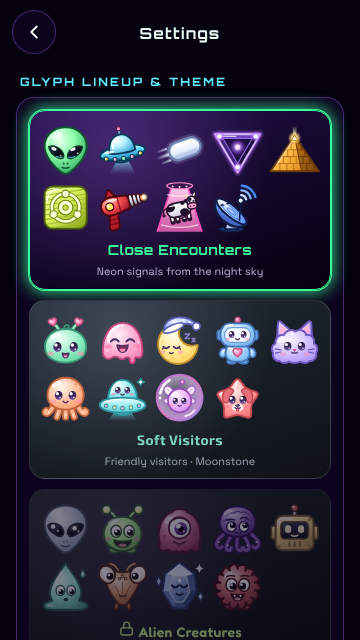 Settings
GLYPH LINEUP & THEME
Close Encounters
Neon signals from the night sky
z z
Soft Visitors
Friendly visitors · Moonstone
Alien Creatures